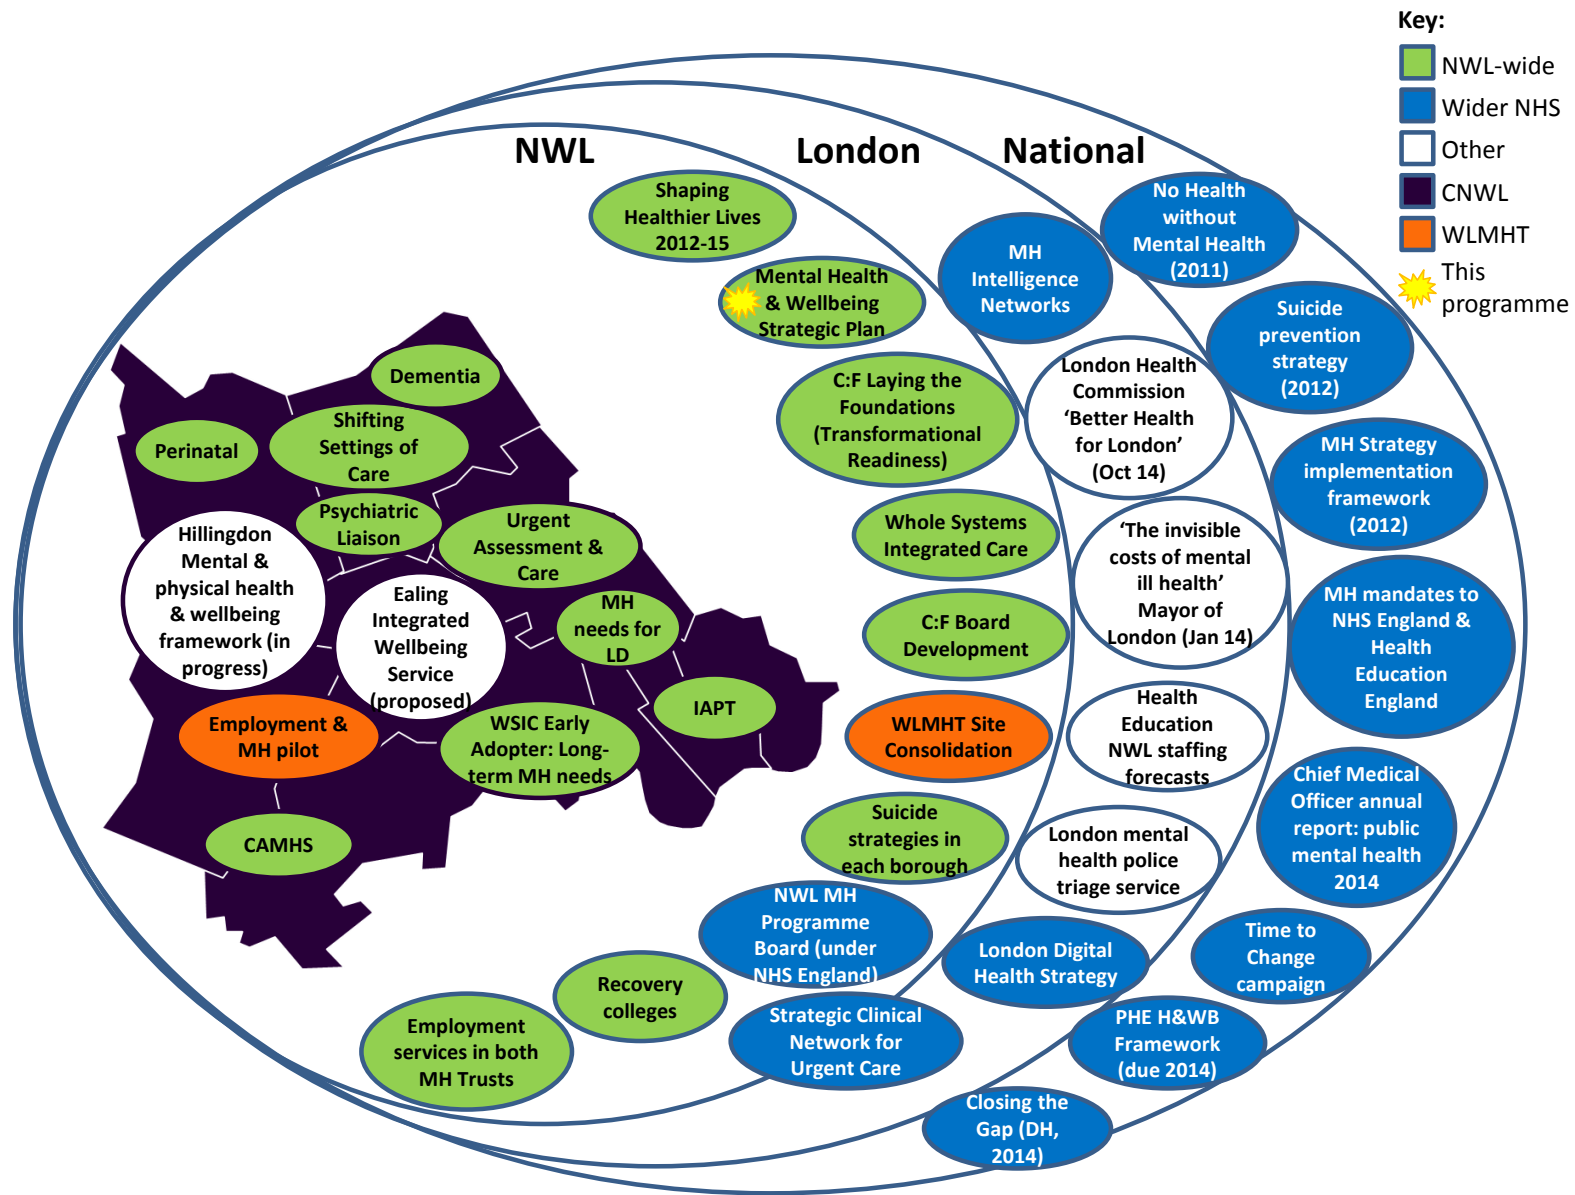 Key:
NWL-wide
Wider NHS
Other
CNWL
WLMHT
This
programme
NWL
London
National
Shaping
Healthier Lives
2012-15
Mental Health
& Wellbeing
Strategic Plan
C:F Laying the
Foundations
(Transformational
Readiness)
Whole Systems
Integrated Care
C:F Board
Development
WLMHT Site
Consolidation
Suicide
strategies in
each borough
NWL MH
Programme
Board (under
NHS England)
Strategic Clinical
Network for
Urgent Care
Recovery
colleges
Employment
services in both
MH Trusts
Dementia
Perinatal
Shifting
Settings of
Care
Psychiatric
Liaison
Urgent
Assessment &
Care
Hillingdon
Mental &
physical health
& wellbeing
framework (in
progress)
Ealing
Integrated
Wellbeing
Service
(proposed)
MH
needs for
LD
IAPT
Employment &
MH pilot
WSIC Early
Adopter: Long-
term MH needs
CAMHS
MH
Intelligence
Networks
London Health
Commission
‘Better Health
for London’
(Oct 14)
‘The invisible
costs of mental
ill health’
Mayor of
London (Jan 14)
Health
Education
NWL staffing
forecasts
London mental
health police
triage service
London Digital
Health Strategy
No Health
without
Mental Health
(2011)
Suicide
prevention
strategy
(2012)
MH Strategy
implementation
framework
(2012)
MH mandates to
NHS England &
Health
Education
England
Chief Medical
Officer annual
report: public
mental health
2014
Time to
Change
campaign
PHE H&WB
Framework
(due 2014)
Closing the
Gap (DH,
2014)